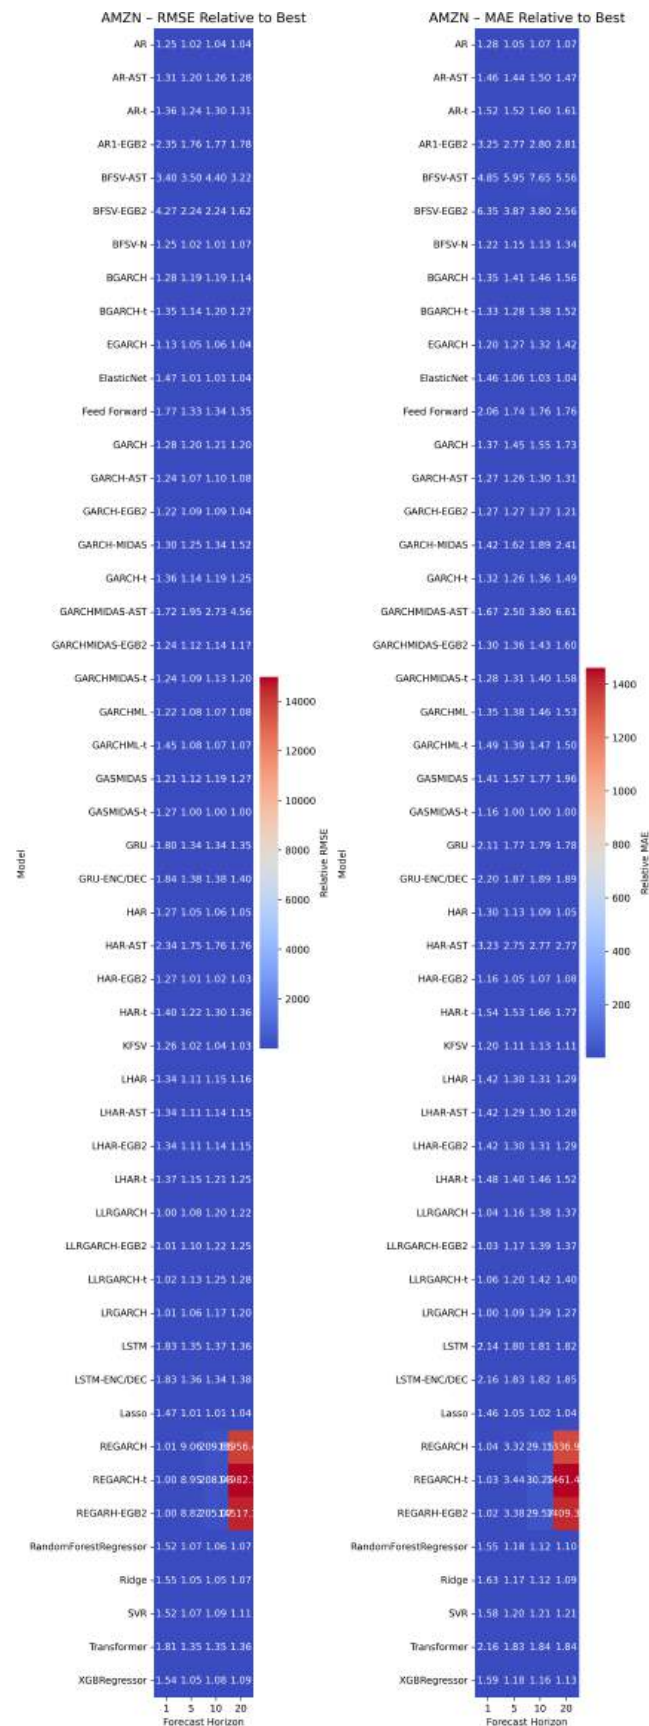 AMZN – RMSE Relative to Best
AR 1.25 1.02 1.04 1.04
AR-AST 1.31 1.20 1.26 1.28
AR-t 1.36 1.24 1.30 1.31
AR1-EGB2 2.35 1.76 1.77 1.78
BFSV-AST 3.40 3.50 4.40 3.22
BFSV-EGB2 4.27 2.24 2.24 1.62
BFSV-N 1.25 1.02 1.01 1.07
BGARCH 1.28 1.19 1.19 1.14
BGARCH-t 1.35 1.14 1.20 1.27
EGARCH 1.13 1.05 1.06 1.04
ElasticNet 1.47 1.01 1.01 1.04
Feed Forward 1.77 1.33 1.34 1.35
GARCH 1.28 1.20 1.21 1.20
GARCH-AST 1.24 1.07 1.10 1.08
GARCH-EGB2 1.22 1.09 1.09 1.04
GARCH-MIDAS 1.30 1.25 1.34 1.52
GARCH-t 1.36 1.14 1.19 1.25
GARCHMIDAS-AST 1.72 1.95 2.73 4.56
GARCHMIDAS-EGB2 1.24 1.12 1.14 1.17
GARCHMIDAS-t 1.24 1.09 1.13 1.20
GARCHML 1.22 1.08 1.07 1.08
GARCHML-t 1.45 1.08 1.07 1.07
GASMIDAS 1.21 1.12 1.19 1.27
GASMIDAS-t 1.27 1.00 1.00 1.00
GRU 1.80 1.34 1.34 1.35
GRU-ENC/DEC 1.84 1.38 1.38 1.40
HAR 1.27 1.05 1.06 1.05
HAR-AST 2.34 1.75 1.76 1.76
HAR-EGB2 1.27 1.01 1.02 1.03
HAR-t 1.40 1.22 1.30 1.36
KFSV 1.26 1.02 1.04 1.03
LHAR 1.34 1.11 1.15 1.16
LHAR-AST 1.34 1.11 1.14 1.15
LHAR-EGB2 1.34 1.11 1.14 1.15
LHAR-t 1.37 1.15 1.21 1.25
LLRGARCH 1.00 1.08 1.20 1.22
LLRGARCH-EGB2 1.01 1.10 1.22 1.25
LLRGARCH-t 1.02 1.13 1.25 1.28
LRGARCH 1.01 1.06 1.17 1.20
LSTM 1.83 1.35 1.37 1.36
LSTM-ENC/DEC 1.83 1.36 1.34 1.38
Lasso 1.47 1.01 1.01 1.04
REGARCH 1.01 9.06
REGARCH-t 1.00 8.95
REGARH-EGB2 1.00 8.82
RandomForestRegressor 1.52 1.07 1.06 1.07
Ridge 1.55 1.05 1.05 1.07
SVR 1.52 1.07 1.09 1.11
Transformer 1.81 1.35 1.35 1.36
XGBRegressor 1.54 1.05 1.08 1.09
1 5 10 20
Forecast Horizon
Model
14000
12000
10000
8000
6000
4000
2000
Relative RMSE
AMZN – MAE Relative to Best
AR 1.28 1.05 1.07 1.07
AR-AST 1.46 1.44 1.50 1.47
AR-t 1.52 1.52 1.60 1.61
AR1-EGB2 3.25 2.77 2.80 2.81
BFSV-AST 4.85 5.95 7.65 5.56
BFSV-EGB2 6.35 3.87 3.80 2.56
BFSV-N 1.22 1.15 1.13 1.34
BGARCH 1.35 1.41 1.46 1.56
BGARCH-t 1.33 1.28 1.38 1.52
EGARCH 1.20 1.27 1.32 1.42
ElasticNet 1.46 1.06 1.03 1.04
Feed Forward 2.06 1.74 1.76 1.76
GARCH 1.37 1.45 1.55 1.73
GARCH-AST 1.27 1.26 1.30 1.31
GARCH-EGB2 1.27 1.27 1.27 1.21
GARCH-MIDAS 1.42 1.62 1.89 2.41
GARCH-t 1.32 1.26 1.36 1.49
GARCHMIDAS-AST 1.67 2.50 3.80 6.61
GARCHMIDAS-EGB2 1.30 1.36 1.43 1.60
GARCHMIDAS-t 1.28 1.31 1.40 1.58
GARCHML 1.35 1.38 1.46 1.53
GARCHML-t 1.49 1.39 1.47 1.50
GASMIDAS 1.41 1.57 1.77 1.96
GASMIDAS-t 1.16 1.00 1.00 1.00
GRU 2.11 1.77 1.79 1.78
GRU-ENC/DEC 2.20 1.87 1.89 1.89
HAR 1.30 1.13 1.09 1.05
HAR-AST 3.23 2.75 2.77 2.77
HAR-EGB2 1.16 1.05 1.07 1.08
HAR-t 1.54 1.53 1.66 1.77
KFSV 1.20 1.11 1.13 1.11
LHAR 1.42 1.30 1.31 1.29
LHAR-AST 1.42 1.29 1.30 1.28
LHAR-EGB2 1.42 1.30 1.31 1.29
LHAR-t 1.48 1.40 1.46 1.52
LLRGARCH 1.04 1.16 1.38 1.37
LLRGARCH-EGB2 1.03 1.17 1.39 1.37
LLRGARCH-t 1.06 1.20 1.42 1.40
LRGARCH 1.00 1.09 1.29 1.27
LSTM 2.14 1.80 1.81 1.82
LSTM-ENC/DEC 2.16 1.83 1.82 1.85
Lasso 1.46 1.05 1.02 1.04
REGARCH 1.04 3.32
REGARCH-t 1.03 3.44
REGARH-EGB2 1.02 3.38
RandomForestRegressor 1.55 1.18 1.12 1.10
Ridge 1.63 1.17 1.12 1.09
SVR 1.58 1.20 1.21 1.21
Transformer 2.16 1.83 1.84 1.84
XGBRegressor 1.59 1.18 1.16 1.13
1 5 10 20
Forecast Horizon
Model
1400
1200
1000
800
600
400
200
Relative MAE